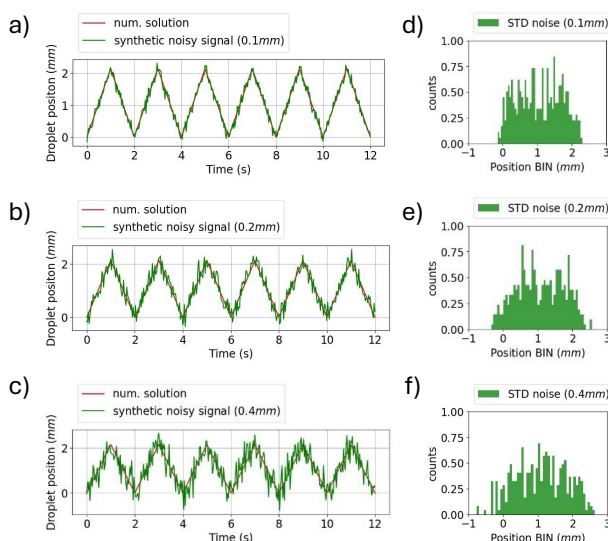 a)
num. solution
synthetic noisy signal (0.1mm)
Droplet positon (mm)
2
1
0
0 2 4 6 8 10 12
Time (s)
d)
STD noise (0.1mm)
counts
1.00
0.75
0.50
0.25
0.00
−1 0 1 2 3
Position BIN (mm)
b)
num. solution
synthetic noisy signal (0.2mm)
Droplet positon (mm)
2
0
0 2 4 6 8 10 12
Time (s)
e)
STD noise (0.2mm)
counts
1.00
0.75
0.50
0.25
0.00
−1 0 1 2 3
Position BIN (mm)
c)
num. solution
synthetic noisy signal (0.4mm)
Droplet positon (mm)
2
0
0 2 4 6 8 10 12
Time (s)
f)
STD noise (0.4mm)
counts
1.00
0.75
0.50
0.25
0.00
−1 0 1 2 3
Position BIN (mm)